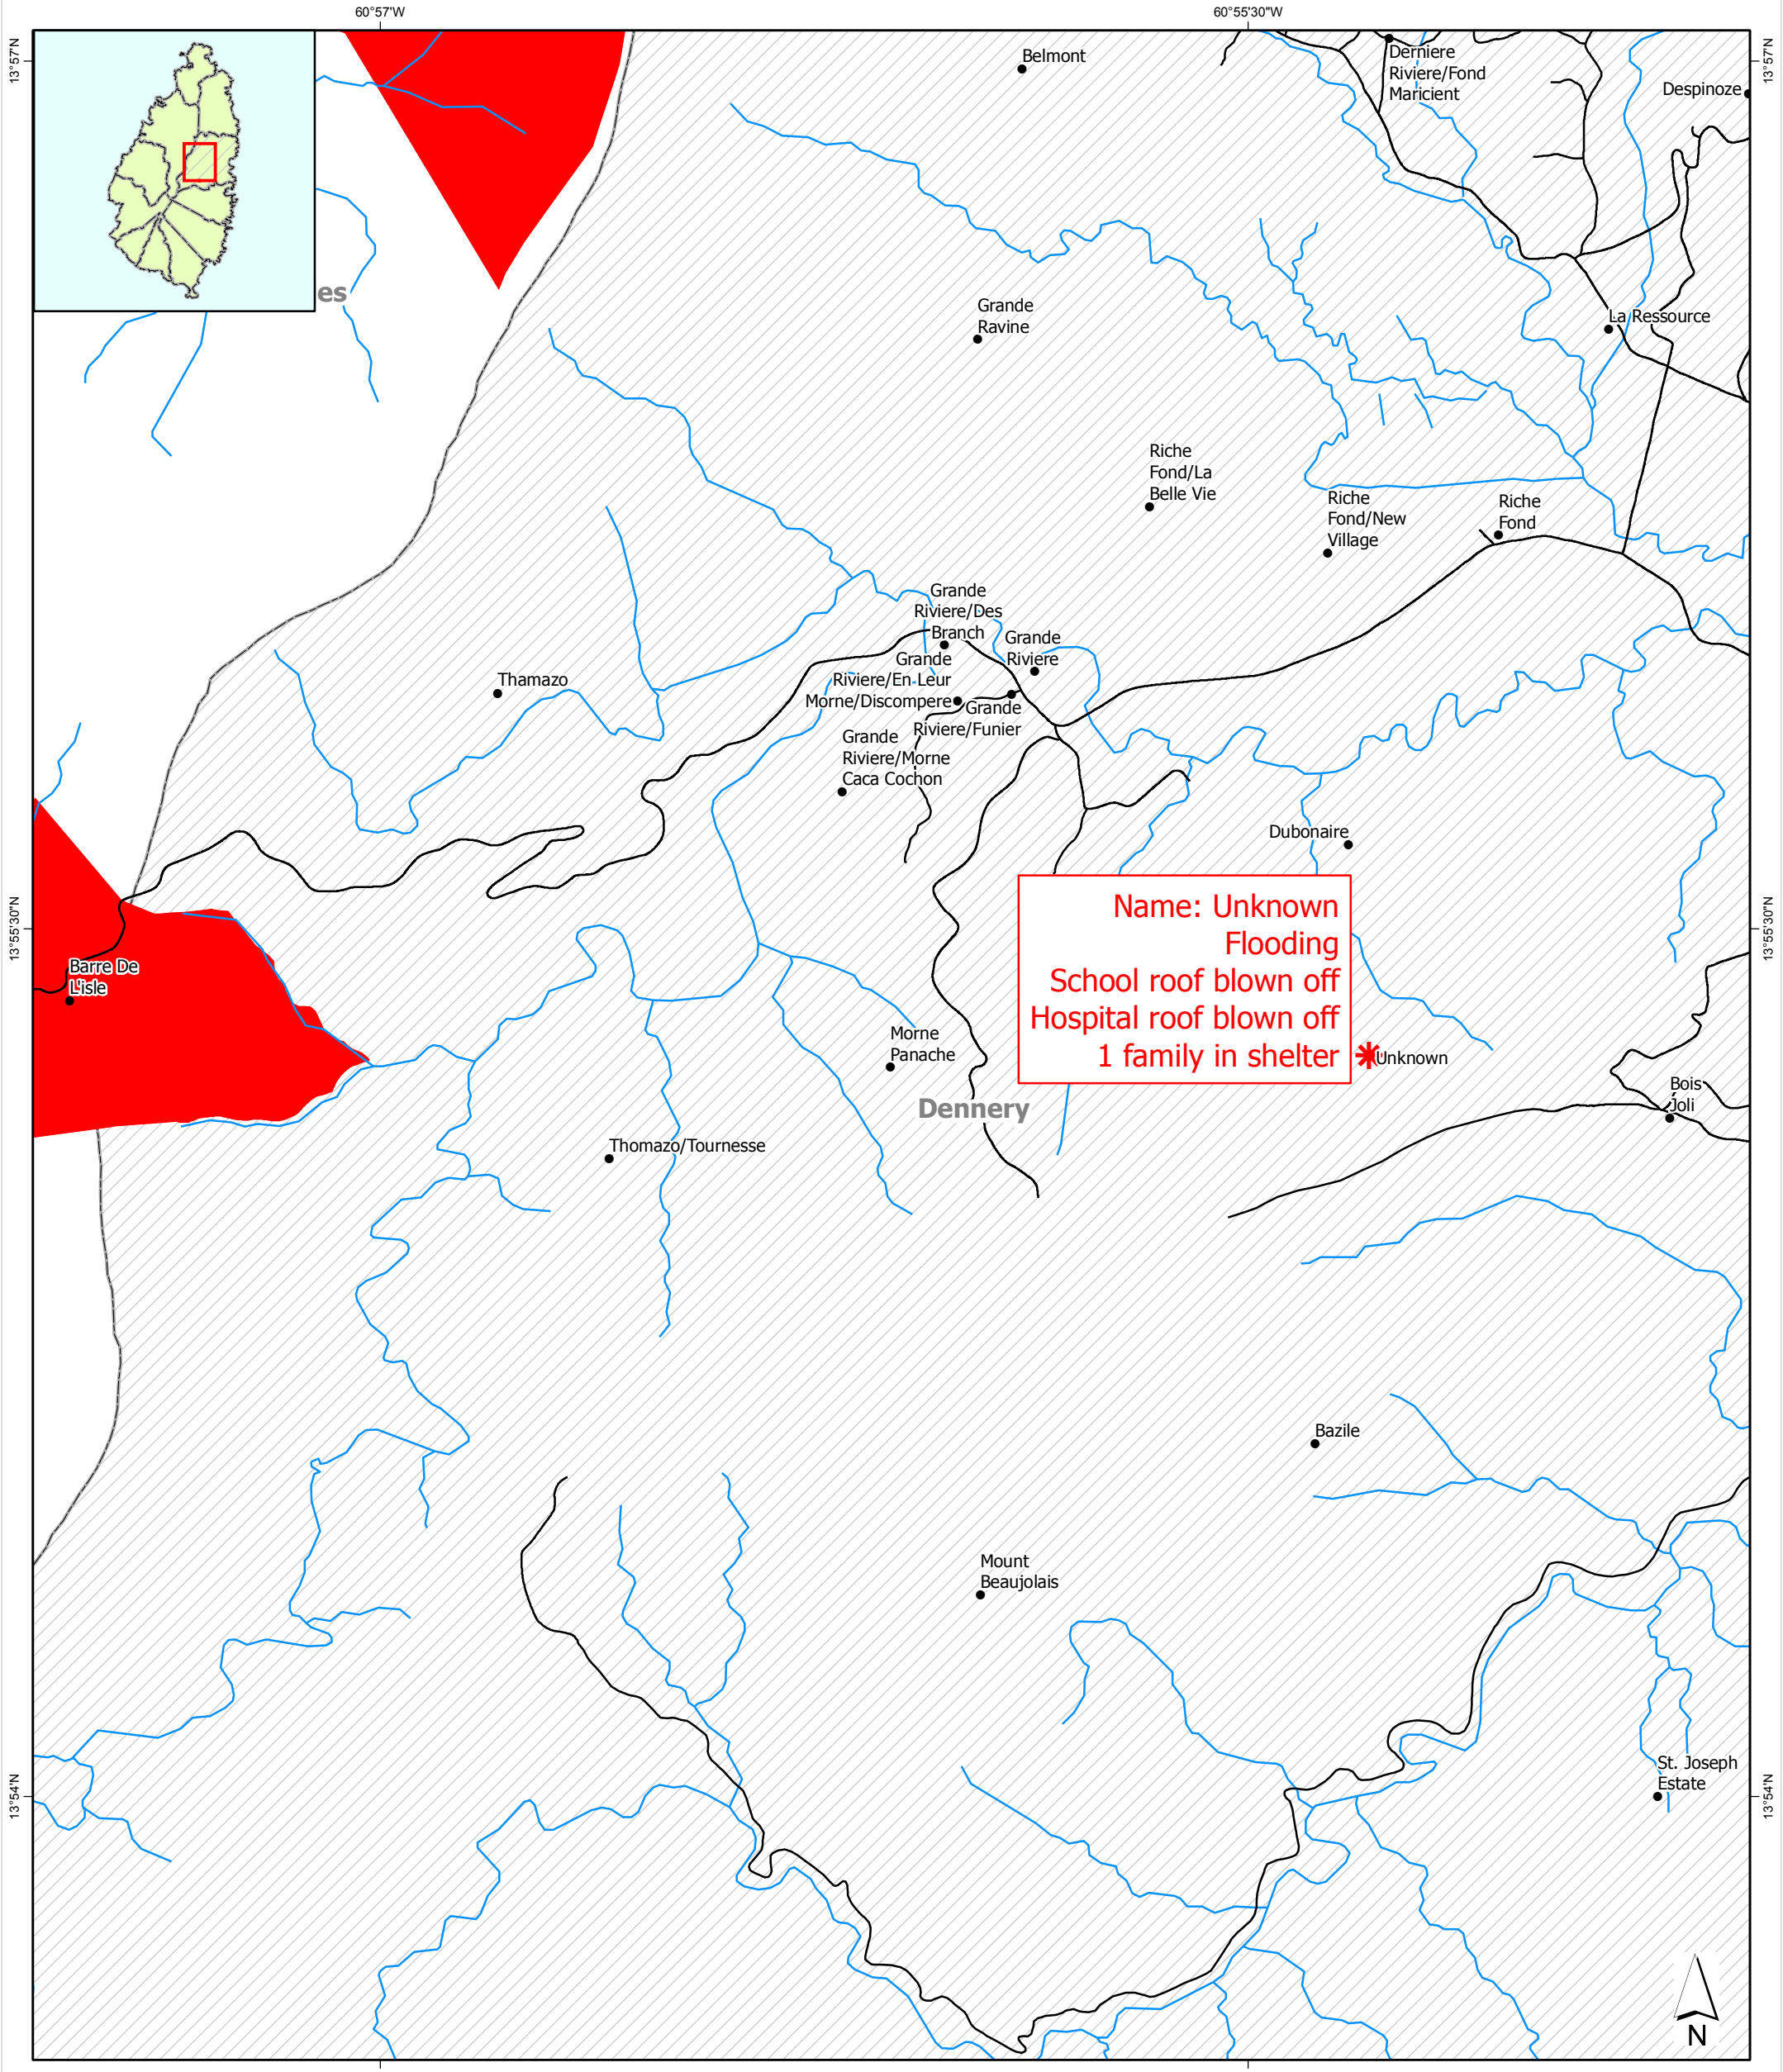 60°57'W
60°55'30"W
13°57'N
13°57'N
Belmont
Derniere
Riviere/Fond
Maricient
Despinoze
es
Grande
Ravine
La Ressource
Riche
Fond/La
Belle Vie
Riche
Fond/New
Village
Riche
Fond
Grande
Riviere/Des
Branch
Grande
Riviere
Grande
Riviere/En Leur
Morne/Discompere
Thamazo
Grande
Riviere/Funier
Grande
Riviere/Morne
Caca Cochon
Dubonaire
Name: Unknown
Flooding
School roof blown off
Hospital roof blown off
1 family in shelter
Unknown
13°55'30"N
13°55'30"N
Barre De
L'isle
Morne
Panache
Bois
Joli
Dennery
Thomazo/Tournesse
Bazile
Mount
Beaujolais
St. Joseph
Estate
13°54'N
13°54'N
N